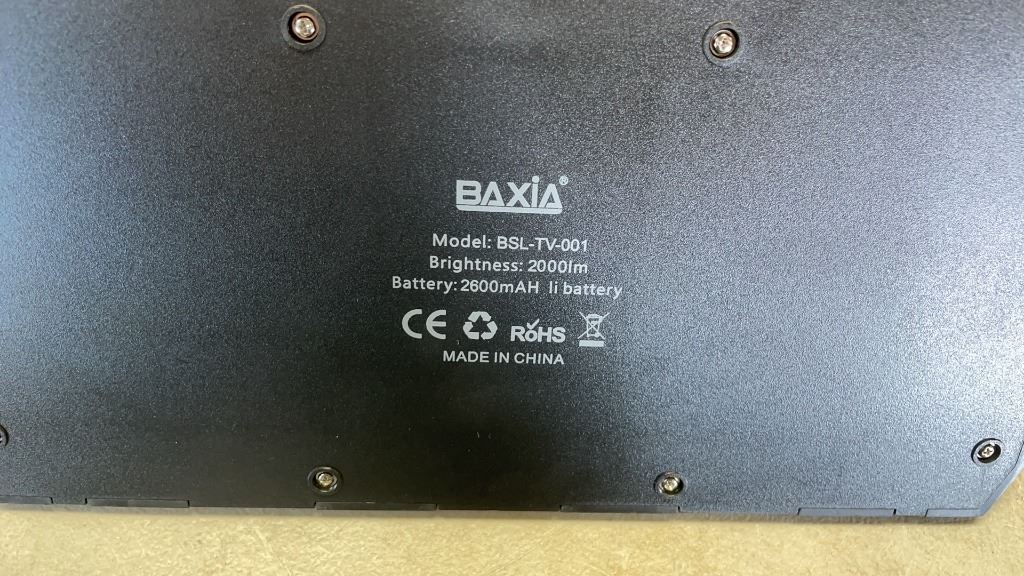 BAXiA®
Model: BSL-TV-001
Brightness: 2000lm
Battery: 2600mAH li battery
CE RoHS
MADE IN CHINA